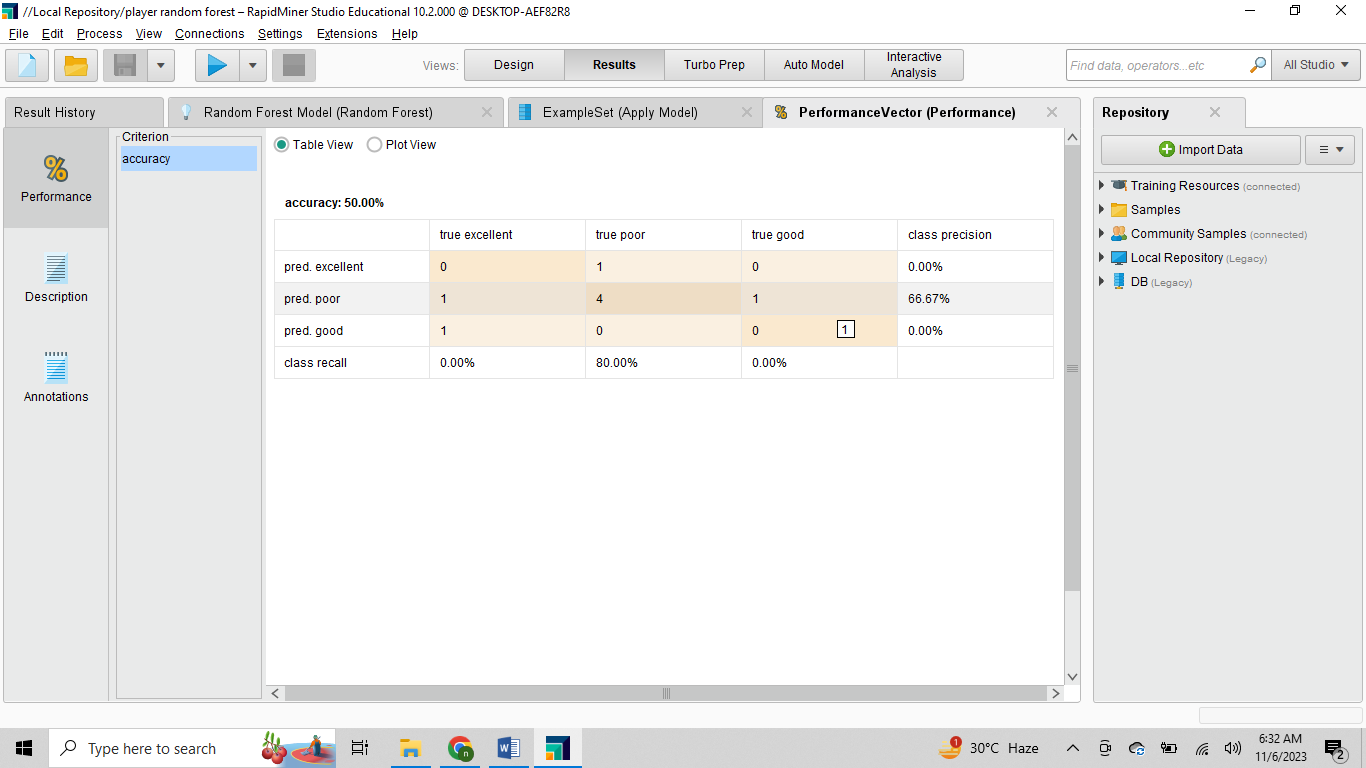 //Local Repository/player random forest – RapidMiner Studio Educational 10.2.000 @ DESKTOP-AEF82R8
File Edit Process View Connections Settings Extensions Help
Views: Design Results Turbo Prep Auto Model Interactive Analysis
Find data, operators...etc All Studio
Result History Random Forest Model (Random Forest) ExampleSet (Apply Model) PerformanceVector (Performance) Repository
Performance
Description
Annotations
Criterion
accuracy
Table View Plot View
accuracy: 50.00%
true excellent true poor true good class precision
pred. excellent 0 1 0 0.00%
pred. poor 1 4 1 66.67%
pred. good 1 0 0 1 0.00%
class recall 0.00% 80.00% 0.00%
Import Data
Training Resources (connected)
Samples
Community Samples (connected)
Local Repository (Legacy)
DB (Legacy)
Type here to search
1 30°C Haze
6:32 AM
11/6/2023
2